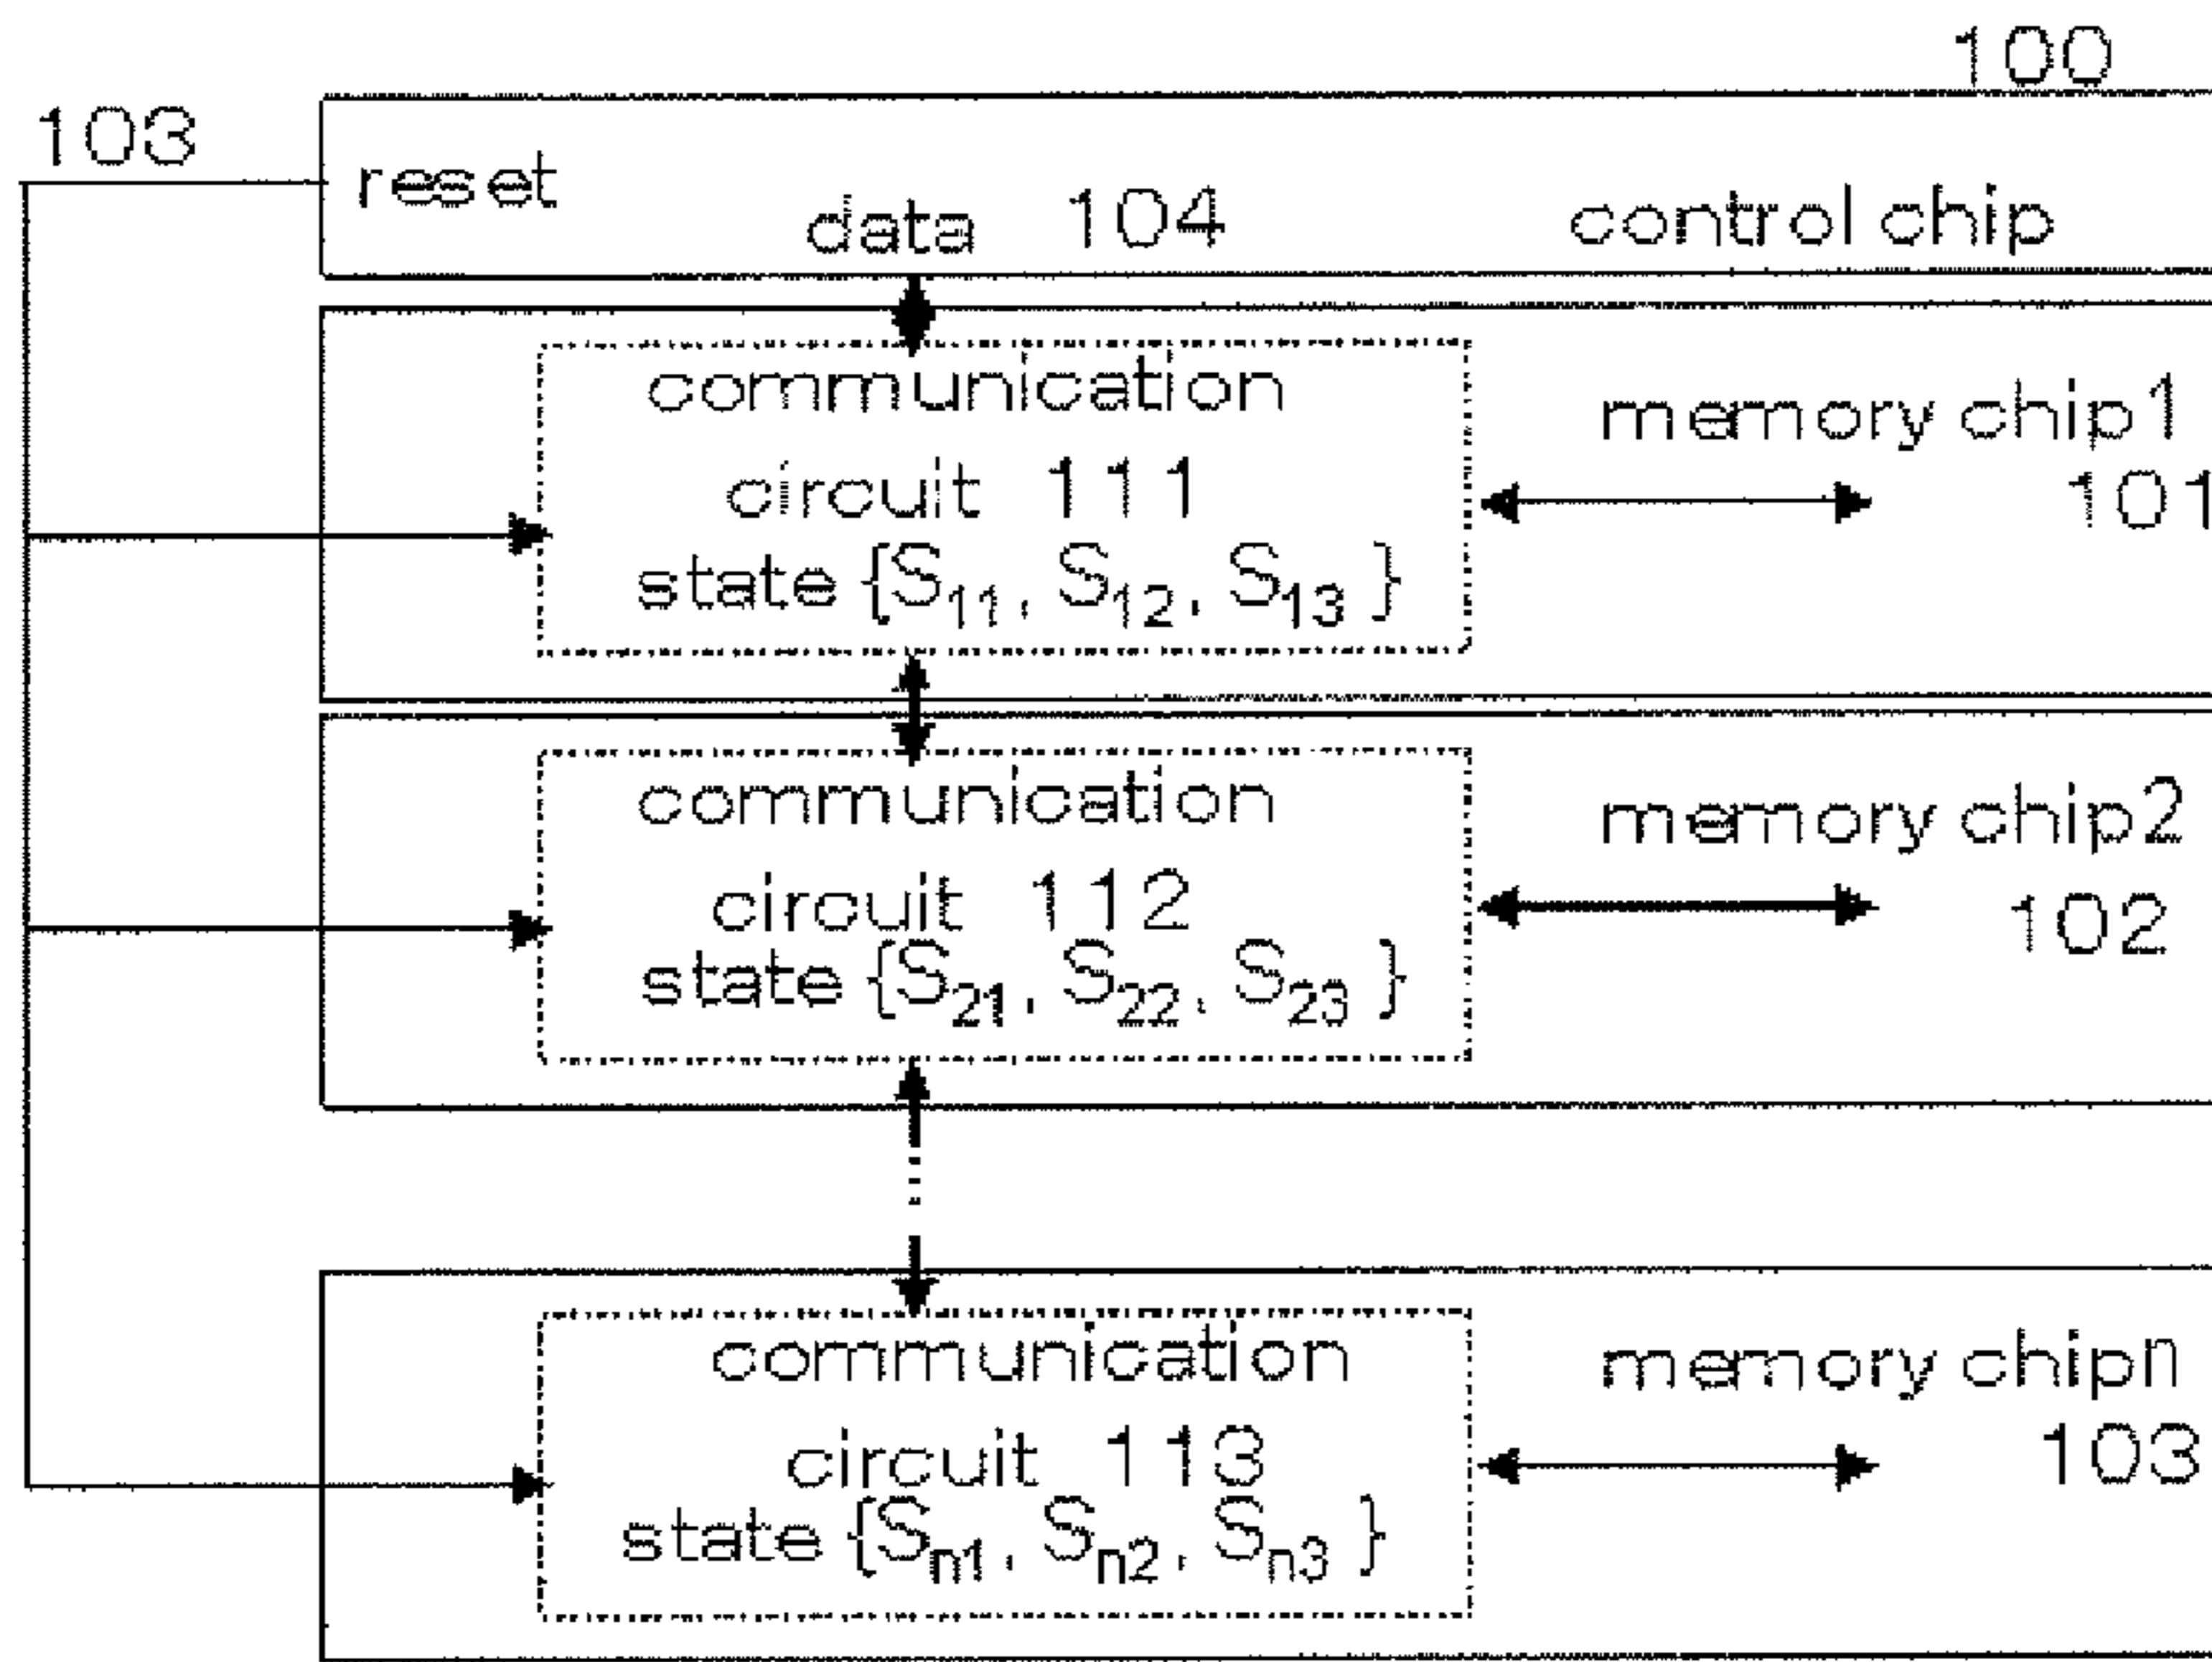 100
103
reset
data 104 control chip
communication
circuit 111
state {S11, S12, S13 }
memory chip1
101
communication
circuit 112
state {S21, S22, S23 }
memory chip2
102
communication
circuit 113
state {Sn1, Sn2, Sn3 }
memory chipn
103